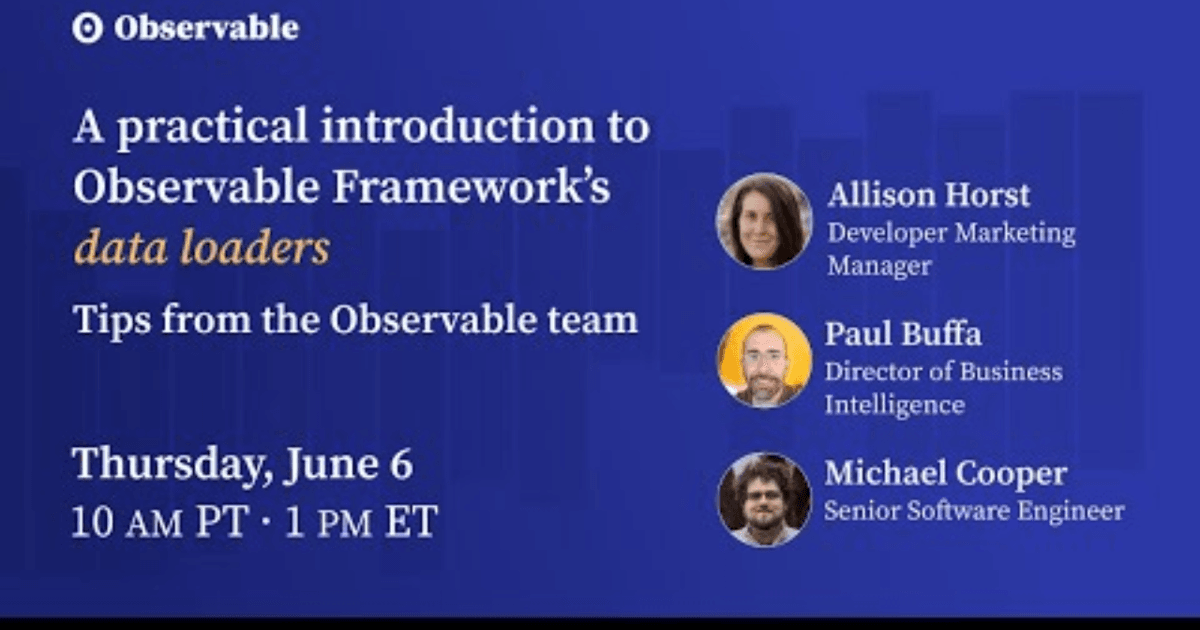 Observable
A practical introduction to
Observable Framework’s
data loaders
Tips from the Observable team
Thursday, June 6
10 AM PT · 1 PM ET
Allison Horst
Developer Marketing
Manager
Paul Buffa
Director of Business
Intelligence
Michael Cooper
Senior Software Engineer